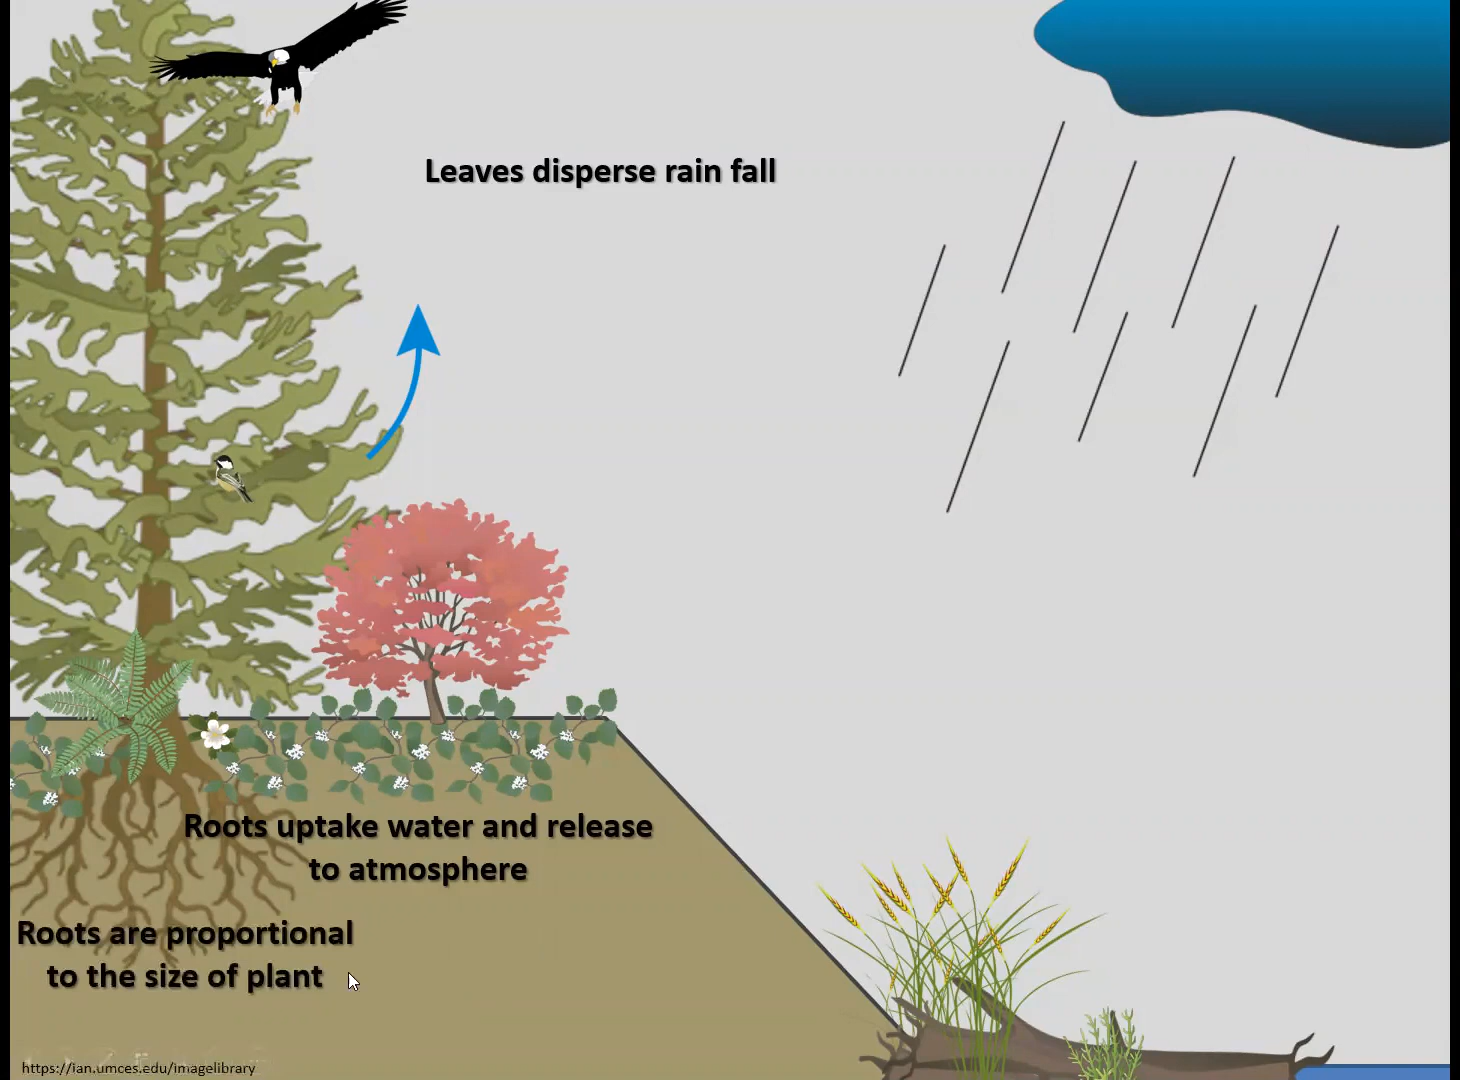 Leaves disperse rain fall
Roots uptake water and release
to atmosphere
Roots are proportional
to the size of plant
https://ian.umces.edu/imagelibrary